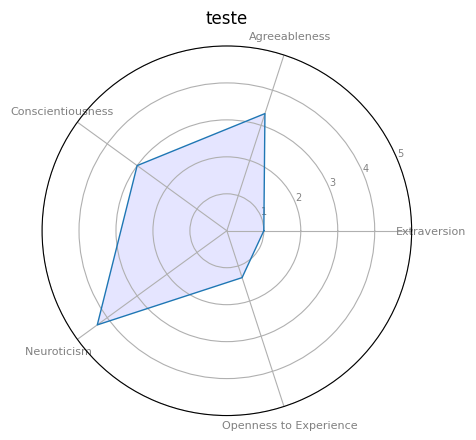 teste
Agreeableness
Conscientiousness
5
4
3
2
1
Extraversion
Neuroticism
Openness to Experience